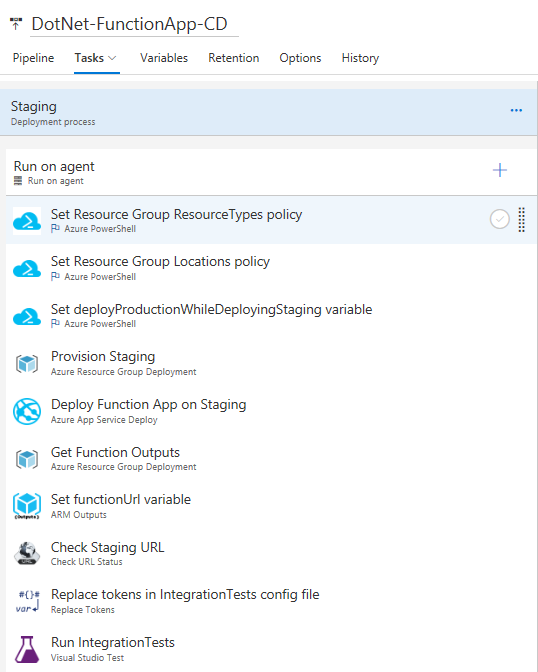 DotNet-FunctionApp-CD
Pipeline Tasks Variables Retention Options History
Staging
Deployment process
Run on agent
Run on agent
Set Resource Group ResourceTypes policy
Azure PowerShell
Set Resource Group Locations policy
Azure PowerShell
Set deployProductionWhileDeployingStaging variable
Azure PowerShell
Provision Staging
Azure Resource Group Deployment
Deploy Function App on Staging
Azure App Service Deploy
Get Function Outputs
Azure Resource Group Deployment
Set functionUrl variable
{Outputs}
ARM Outputs
Check Staging URL
URL
Check URL Status
Replace tokens in IntegrationTests config file
#{}#
var
Replace Tokens
Run IntegrationTests
Visual Studio Test